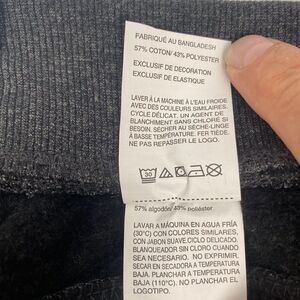 FABRIQUÉ AU BANGLADESH
57% COTON/ 43% POLYESTER
EXCLUSIF DE DECORATION
EXCLUSIF DE ELASTIQUE
LAVER À LA MACHINE À L'EAU FROIDE
AVEC DES COULEURS SIMILAIRES,
CYCLE DÉLICAT. UN AGENT DE
BLANCHIMENT SANS CHLORE SI
BESOIN. SÉCHER AU SÈCHE-LINGE
À BASSE TEMPÉRATURE. FER TIÈDE.
NE PAS REPASSER LE LOGO.
30
57% algodón/ 43% poliéster
LAVAR A MÁQUINA EN AGUA FRÍA
(30°C) CON COLORES SIMILARES,
CON JABON SUAVE.CICLO DELICADO.
BLANQUEADOR SIN CLORO CUANDO
SEA NECESARIO. NO EXPRIMIR.
SECAR EN SECADORA A TEMPERATURA
BAJA. PLANCHAR A TEMPERATURA
BAJA (110°C). NO PLANCHAR EL
LOGOTIPO.